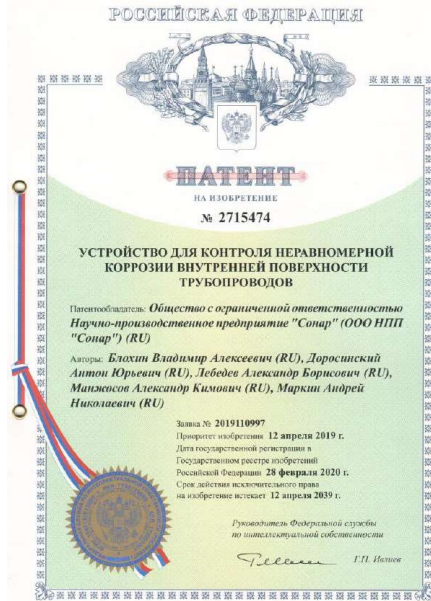 РОССИЙСКАЯ ФЕДЕРАЦИЯ
ПАТЕНТ
НА ИЗОБРЕТЕНИЕ
№ 2715474
УСТРОЙСТВО ДЛЯ КОНТРОЛЯ НЕРАВНОМЕРНОЙ
КОРРОЗИИ ВНУТРЕННЕЙ ПОВЕРХНОСТИ
ТРУБОПРОВОДОВ
Патентообладатель: Общество с ограниченной ответственностью
Научно-производственное предприятие "Сонар" (ООО НПП
"Сонар") (RU)
Авторы: Блохин Владимир Алексеевич (RU), Доросинский
Антон Юрьевич (RU), Лебедев Александр Борисович (RU),
Манжосов Александр Кимович (RU), Маркин Андрей
Николаевич (RU)
Заявка № 2019110997
Приоритет изобретения 12 апреля 2019 г.
Дата государственной регистрации в
Государственном реестре изобретений
Российской Федерации 28 февраля 2020 г.
Срок действия исключительного права
на изобретение истекает 12 апреля 2039 г.
Руководитель Федеральной службы
по интеллектуальной собственности
Г.П. Ивлиев